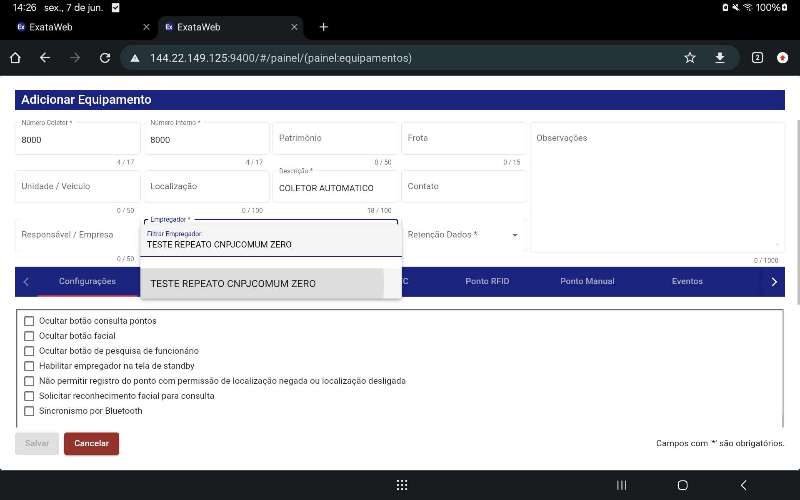 14:26 sex., 7 de jun.
100%
Ex ExataWeb
Ex ExataWeb
144.22.149.125:9400/#/painel/(painel:equipamentos)
2
Adicionar Equipamento
Número Coletor *
8000
4 / 17
Número Interno *
8000
4 / 17
Patrimônio
0 / 50
Frota
0 / 15
Observações
0 / 1000
Unidade / Veículo
0 / 50
Localização
0 / 100
Descrição *
COLETOR AUTOMATICO
18 / 100
Contato
Responsável / Empresa
0 / 50
Empregador *
Filtrar Empregador:
TESTE REPEATO CNPJCOMUM ZERO
TESTE REPEATO CNPJCOMUM ZERO
Retenção Dados *
Configurações
C
Ponto RFID
Ponto Manual
Eventos
Ocultar botão consulta pontos
Ocultar botão facial
Ocultar botão de pesquisa de funcionário
Habilitar empregador na tela de standby
Não permitir registro do ponto com permissão de localização negada ou localização desligada
Solicitar reconhecimento facial para consulta
Sincronismo por Bluetooth
Salvar
Cancelar
Campos com '*' são obrigatórios.